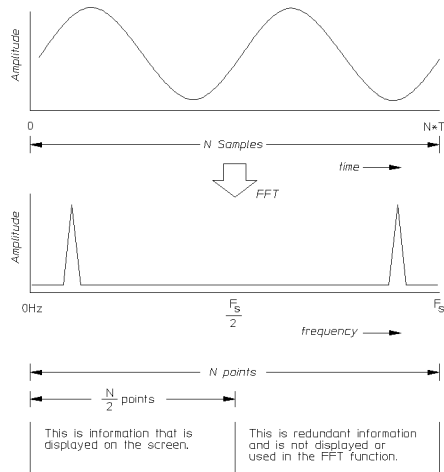 Amplitude
0
N*T
N Samples
time
FFT
Amplitude
0Hz
Fs
2
Fs
frequency
N points
N
2
points
This is information that is
displayed on the screen.
This is redundant information
and is not displayed or
used in the FFT function.